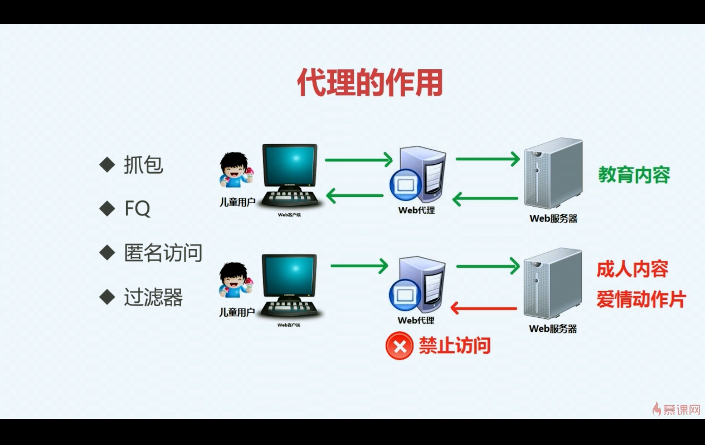 代理的作用
◆ 抓包
◆ FQ
◆ 匿名访问
◆ 过滤器
儿童用户
Web客户端
Web代理
Web服务器
教育内容
儿童用户
Web客户端
Web代理
Web服务器
成人内容
爱情动作片
禁止访问
慕课网